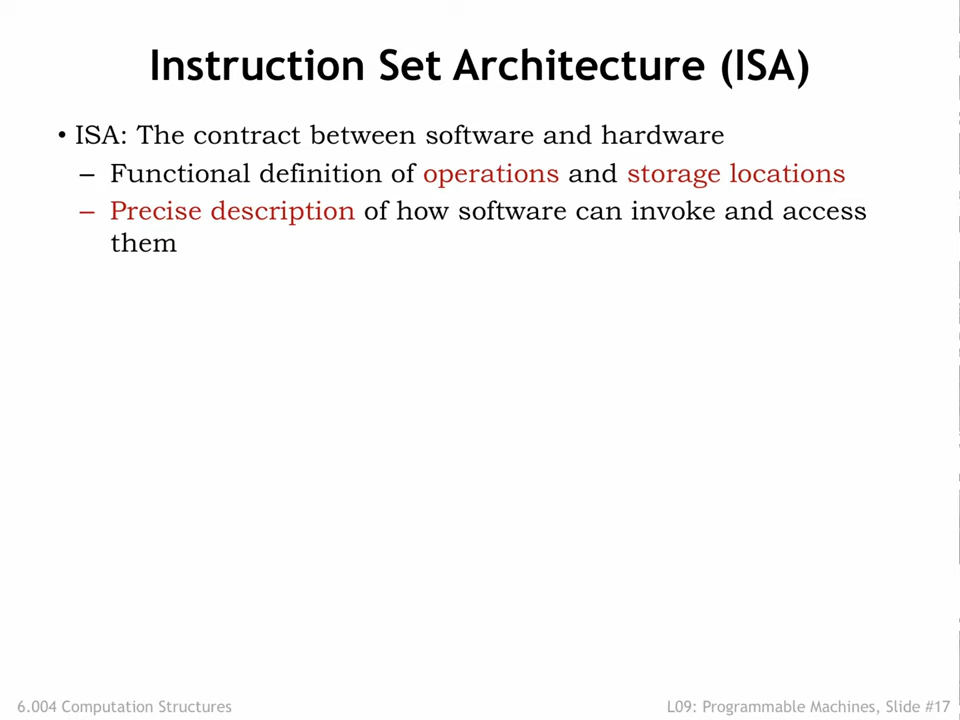 Instruction Set Architecture (ISA)
• ISA: The contract between software and hardware
– Functional definition of operations and storage locations
– Precise description of how software can invoke and access
them
6.004 Computation Structures
L09: Programmable Machines, Slide #17